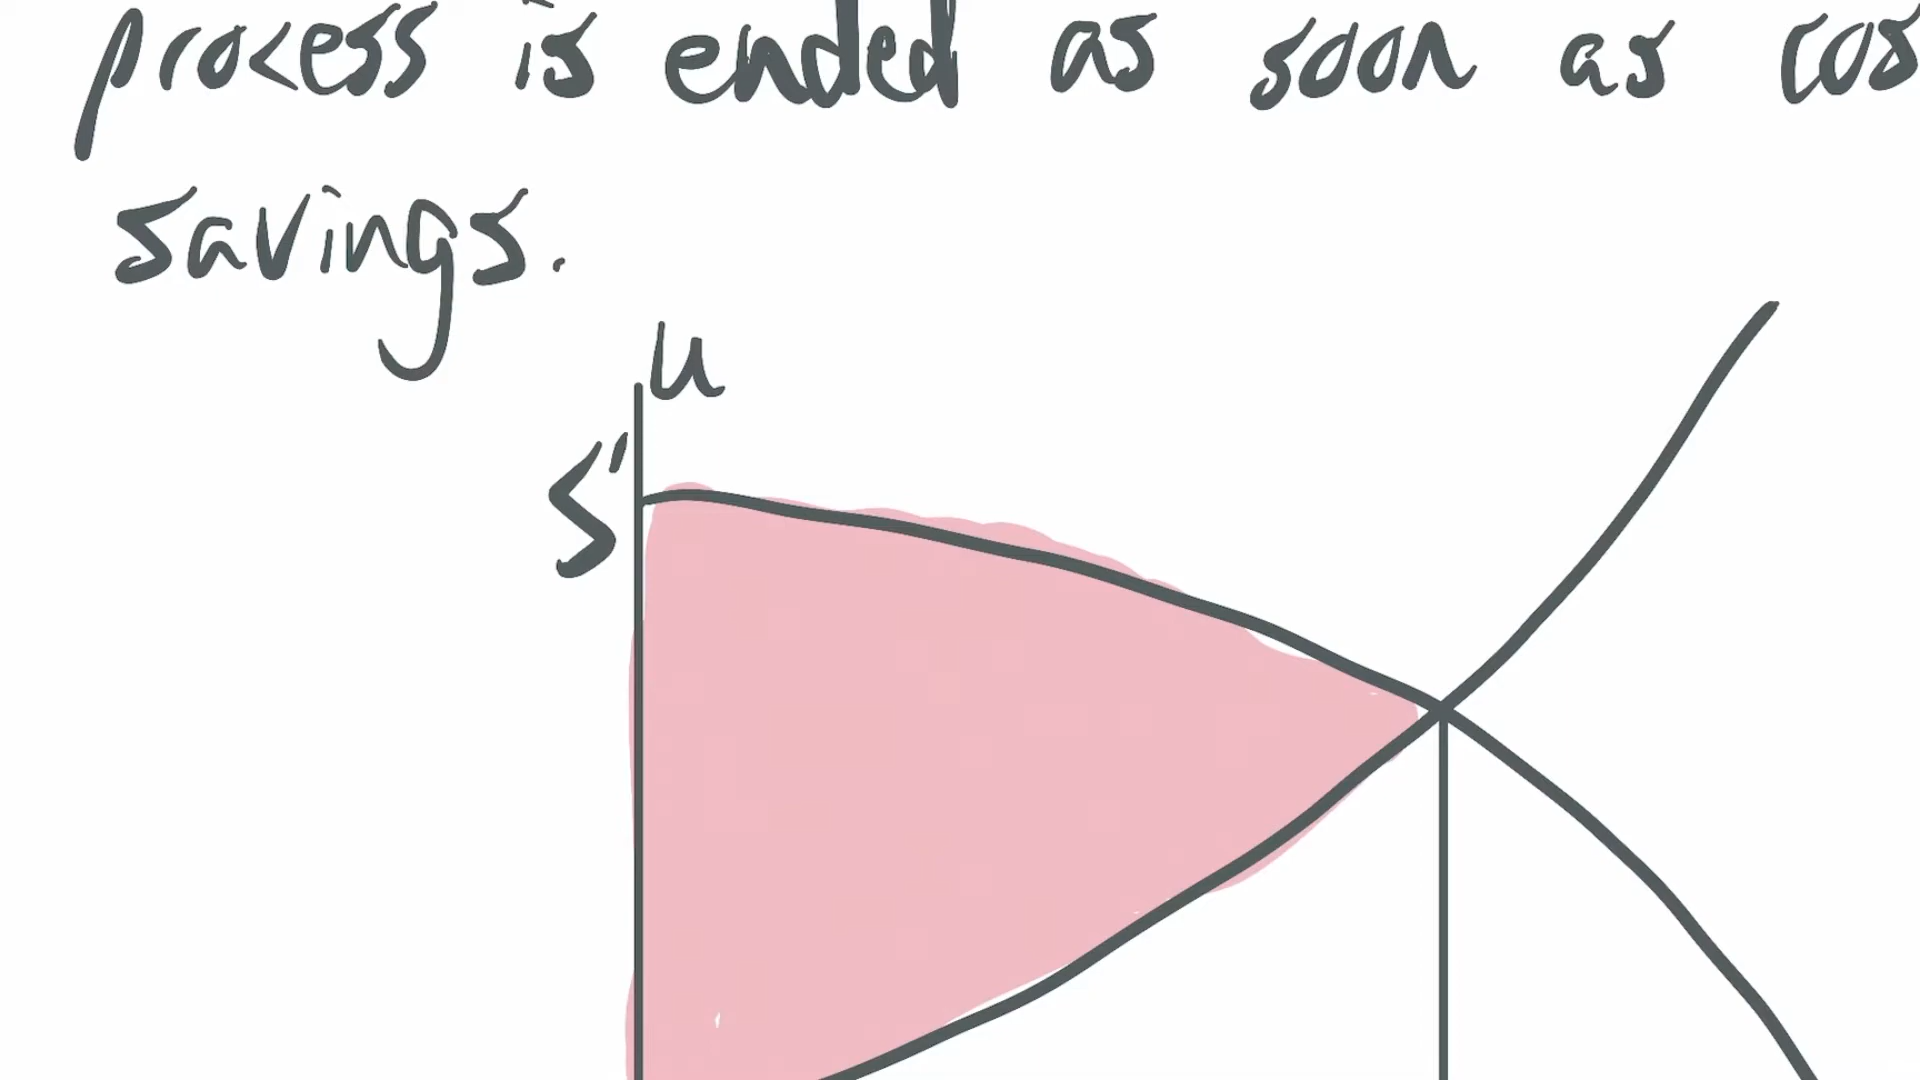 process is ended as soon as cos
savings.
u
S'